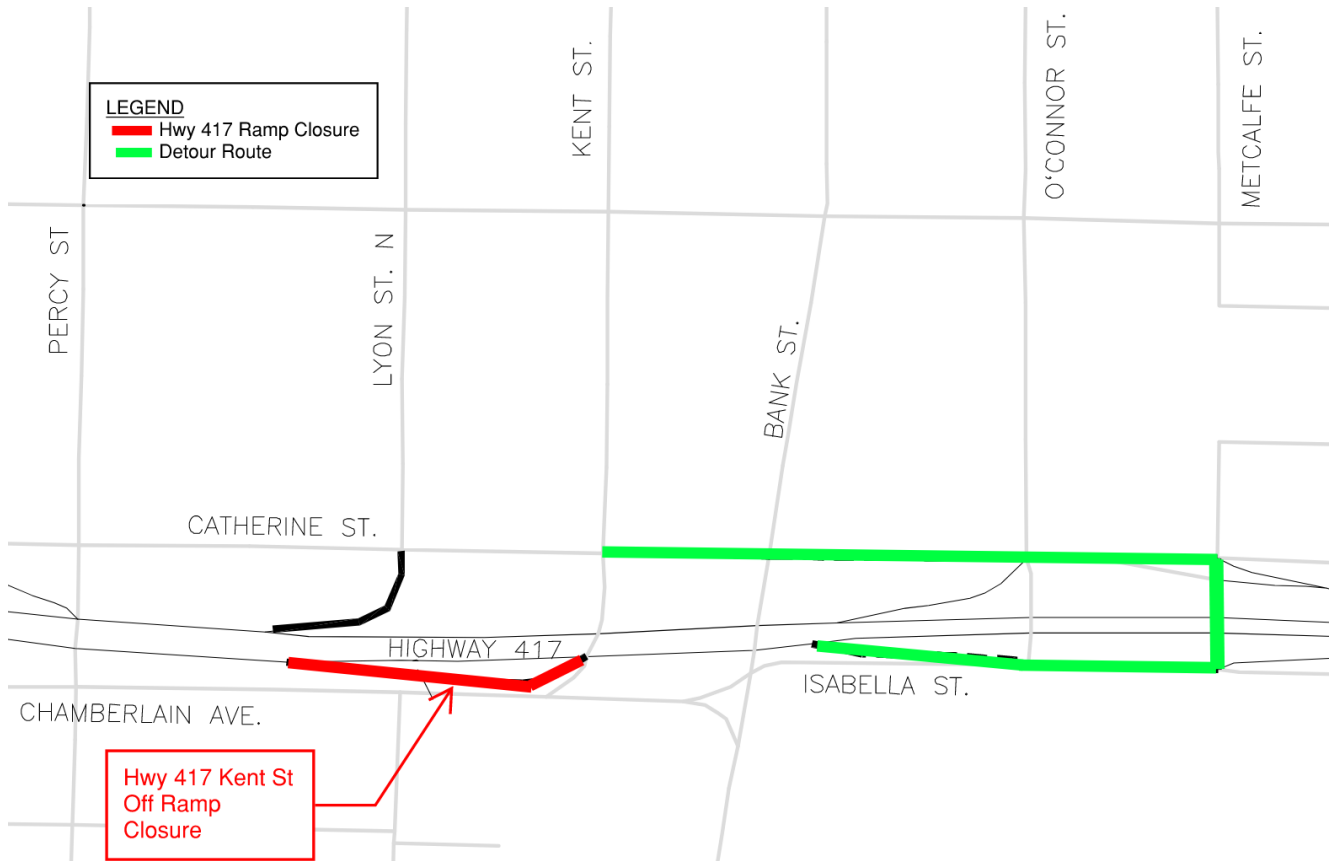 LEGEND
Hwy 417 Ramp Closure
Detour Route
KENT ST.
O'CONNOR ST.
METCALFE ST.
PERCY ST
LYON ST. N
BANK ST.
CATHERINE ST.
HIGHWAY 417
ISABELLA ST.
CHAMBERLAIN AVE.
Hwy 417 Kent St
Off Ramp
Closure